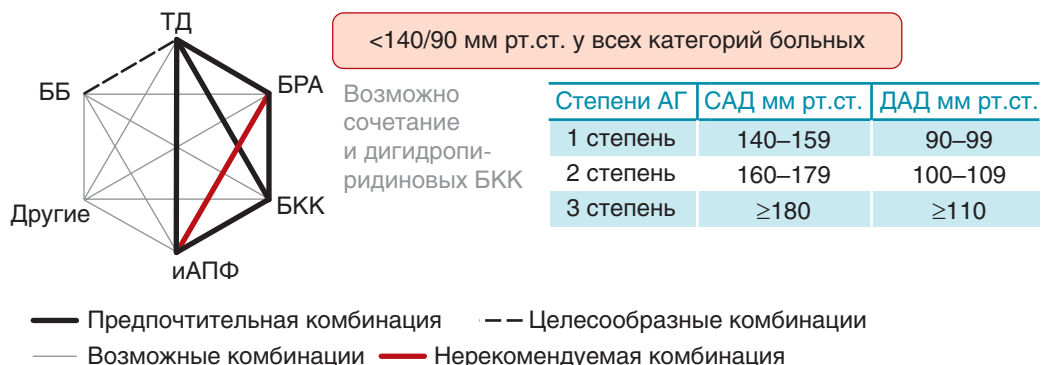 ТД
<140/90 мм рт.ст. у всех категорий больных
ББ
БРА
Возможно
сочетание
и дигидропи-
ридиновых БКК
Другие
БКК
иАПФ
Степени АГ САД мм рт.ст. ДАД мм рт.ст.
1 степень 140–159 90–99
2 степень 160–179 100–109
3 степень ≥180 ≥110
Предпочтительная комбинация Целесообразные комбинации
Возможные комбинации Нерекомендуемая комбинация